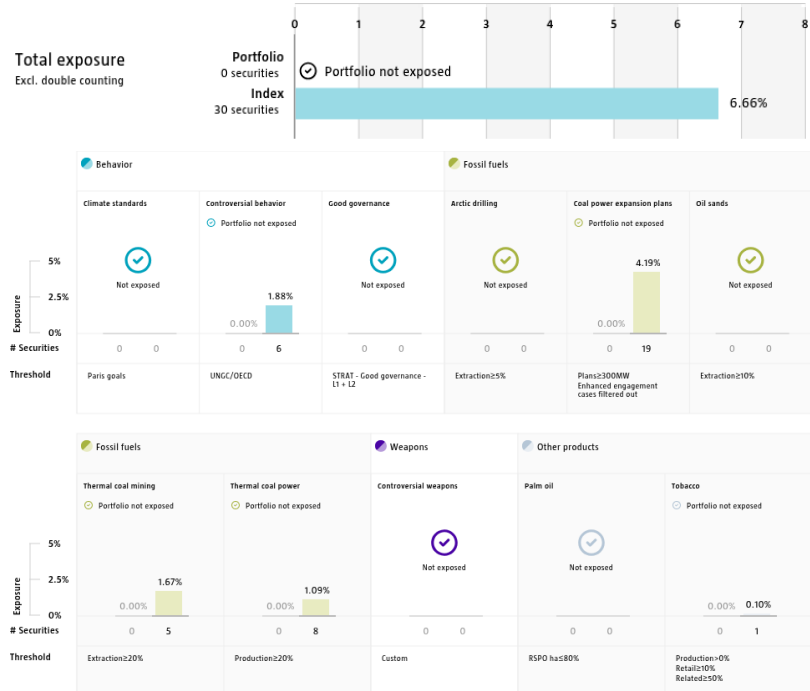 0 1 2 3 4 5 6 7 8
Total exposure
Excl. double counting
Portfolio
0 securities
Portfolio not exposed
Index
30 securities
6.66%
Behavior
Fossil fuels
Climate standards
Controversial behavior
Good governance
Arctic drilling
Coal power expansion plans
Oil sands
Portfolio not exposed
Portfolio not exposed
Exposure
5%
2.5%
0%
Not exposed
0.00%
1.88%
Not exposed
Not exposed
0.00%
4.19%
Not exposed
# Securities
0 0
0 6
0 0
0 0
0 19
0 0
Threshold
Paris goals
UNGC/OECD
STRAT - Good governance -
L1 + L2
Extraction≥5%
Plans≥300MW
Enhanced engagement
cases filtered out
Extraction≥10%
Fossil fuels
Weapons
Other products
Thermal coal mining
Thermal coal power
Controversial weapons
Palm oil
Tobacco
Portfolio not exposed
Portfolio not exposed
Portfolio not exposed
Exposure
5%
2.5%
0%
0.00%
1.67%
0.00%
1.09%
Not exposed
Not exposed
0.00%
0.10%
# Securities
0 5
0 8
0 0
0 0
0 1
Threshold
Extraction≥20%
Production≥20%
Custom
RSPO ha≤80%
Production>0%
Retail≥10%
Related≥50%